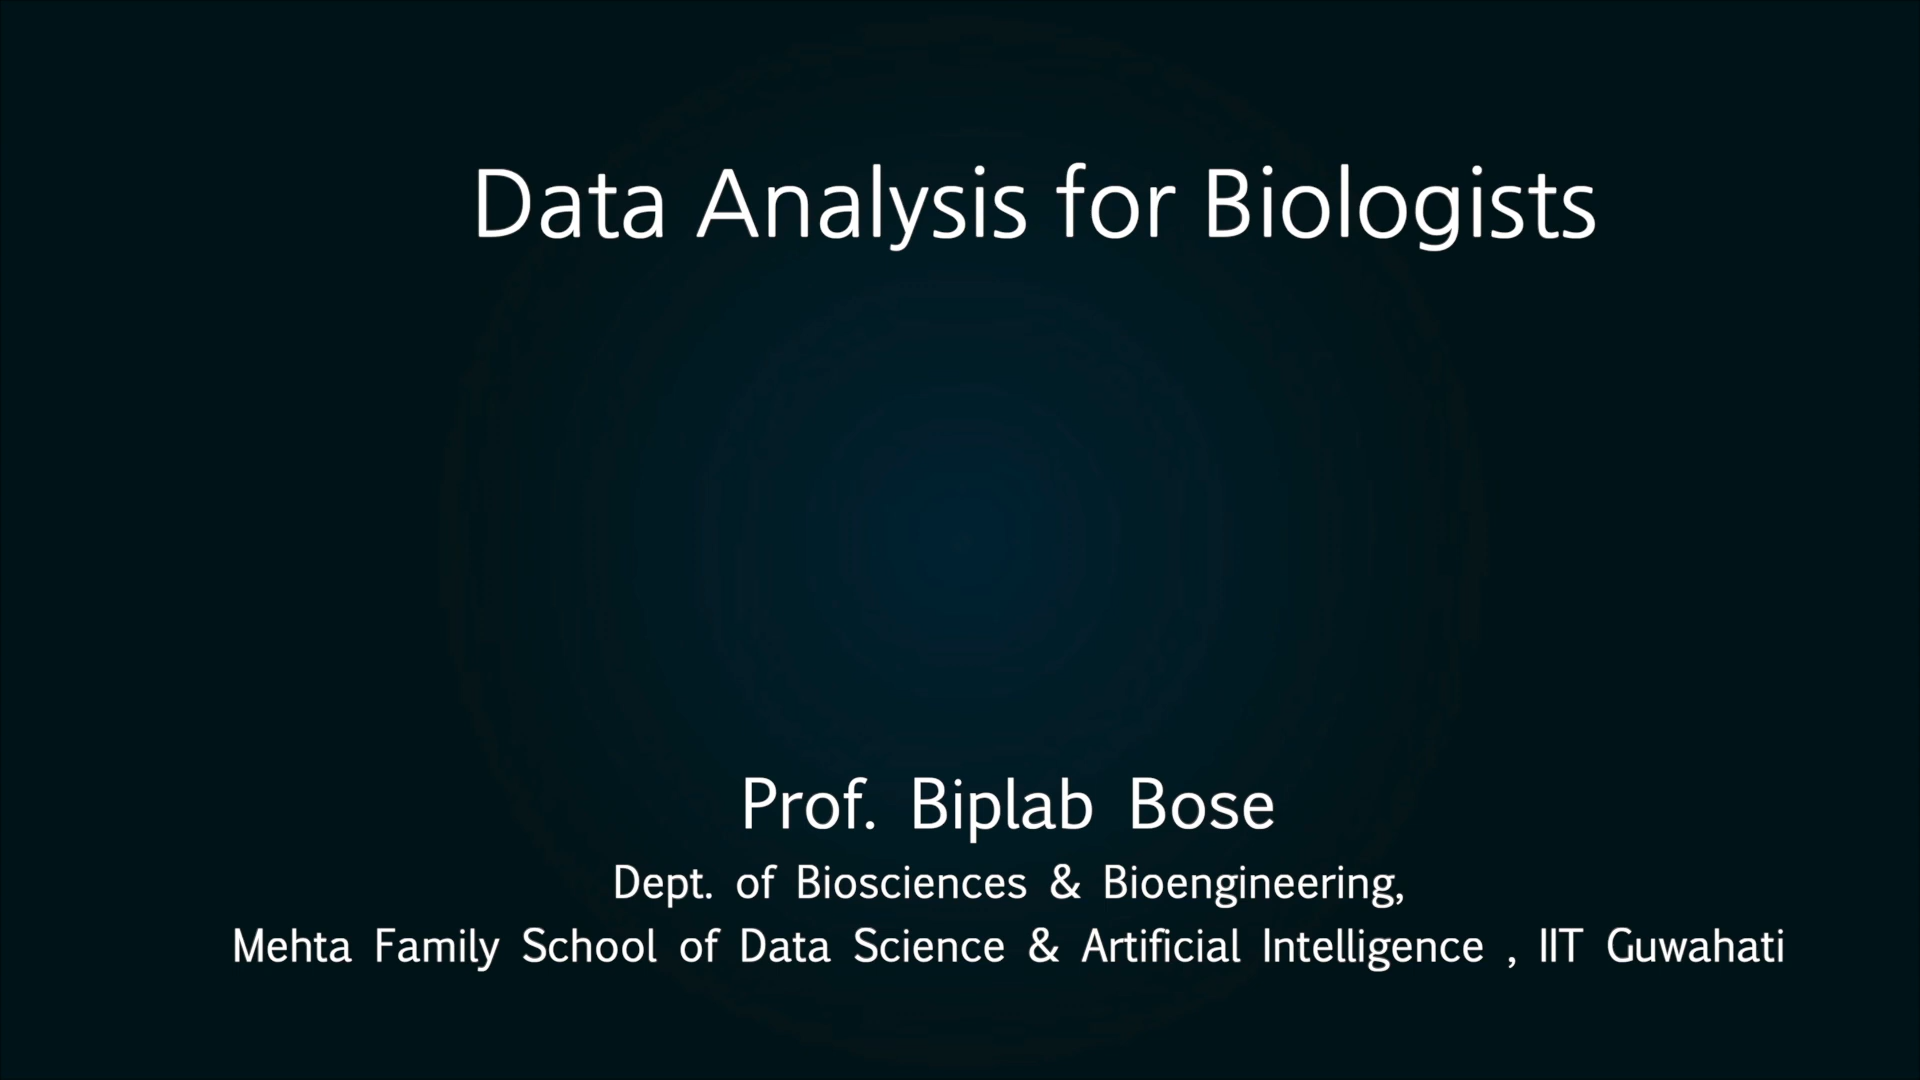 Data Analysis for Biologists
Prof. Biplab Bose
Dept. of Biosciences & Bioengineering,
Mehta Family School of Data Science & Artificial Intelligence , IIT Guwahati